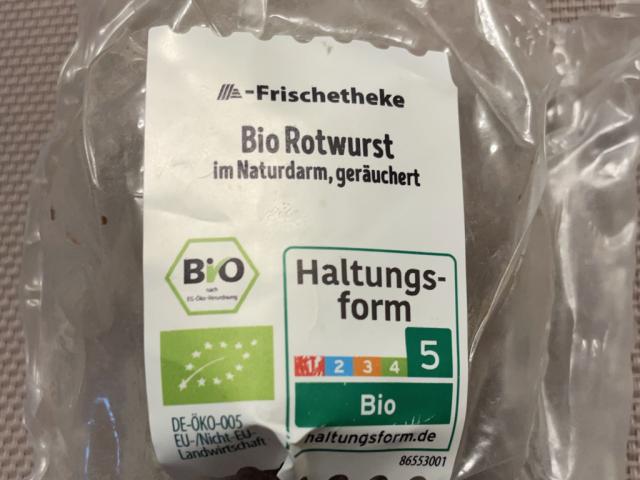 -Frischetheke
Bio Rotwurst
im Naturdarm, geräuchert
BiO
nach
EG-Öko-Verordnung
Haltungs-
form
1 2 3 4 5
Bio
haltungsform.de
DE-ÖKO-005
EU-/Nicht-EU-
Landwirtschaft
86553001